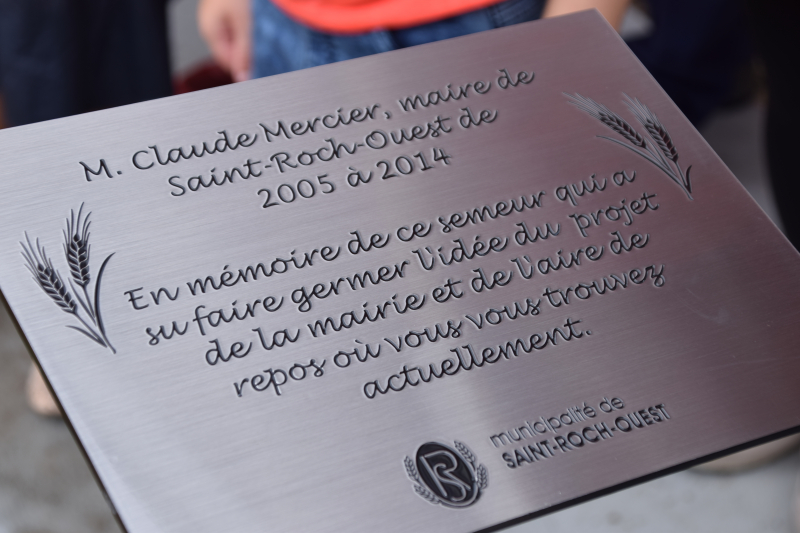 M. Claude Mercier, maire de
Saint-Roch-Ouest de
2005 à 2014
En mémoire de ce semeur qui a
su faire germer l'idée du projet
de la mairie et de l'aire de
repos où vous vous trouvez
actuellement.
municipalité de
SAINT-ROCH-OUEST